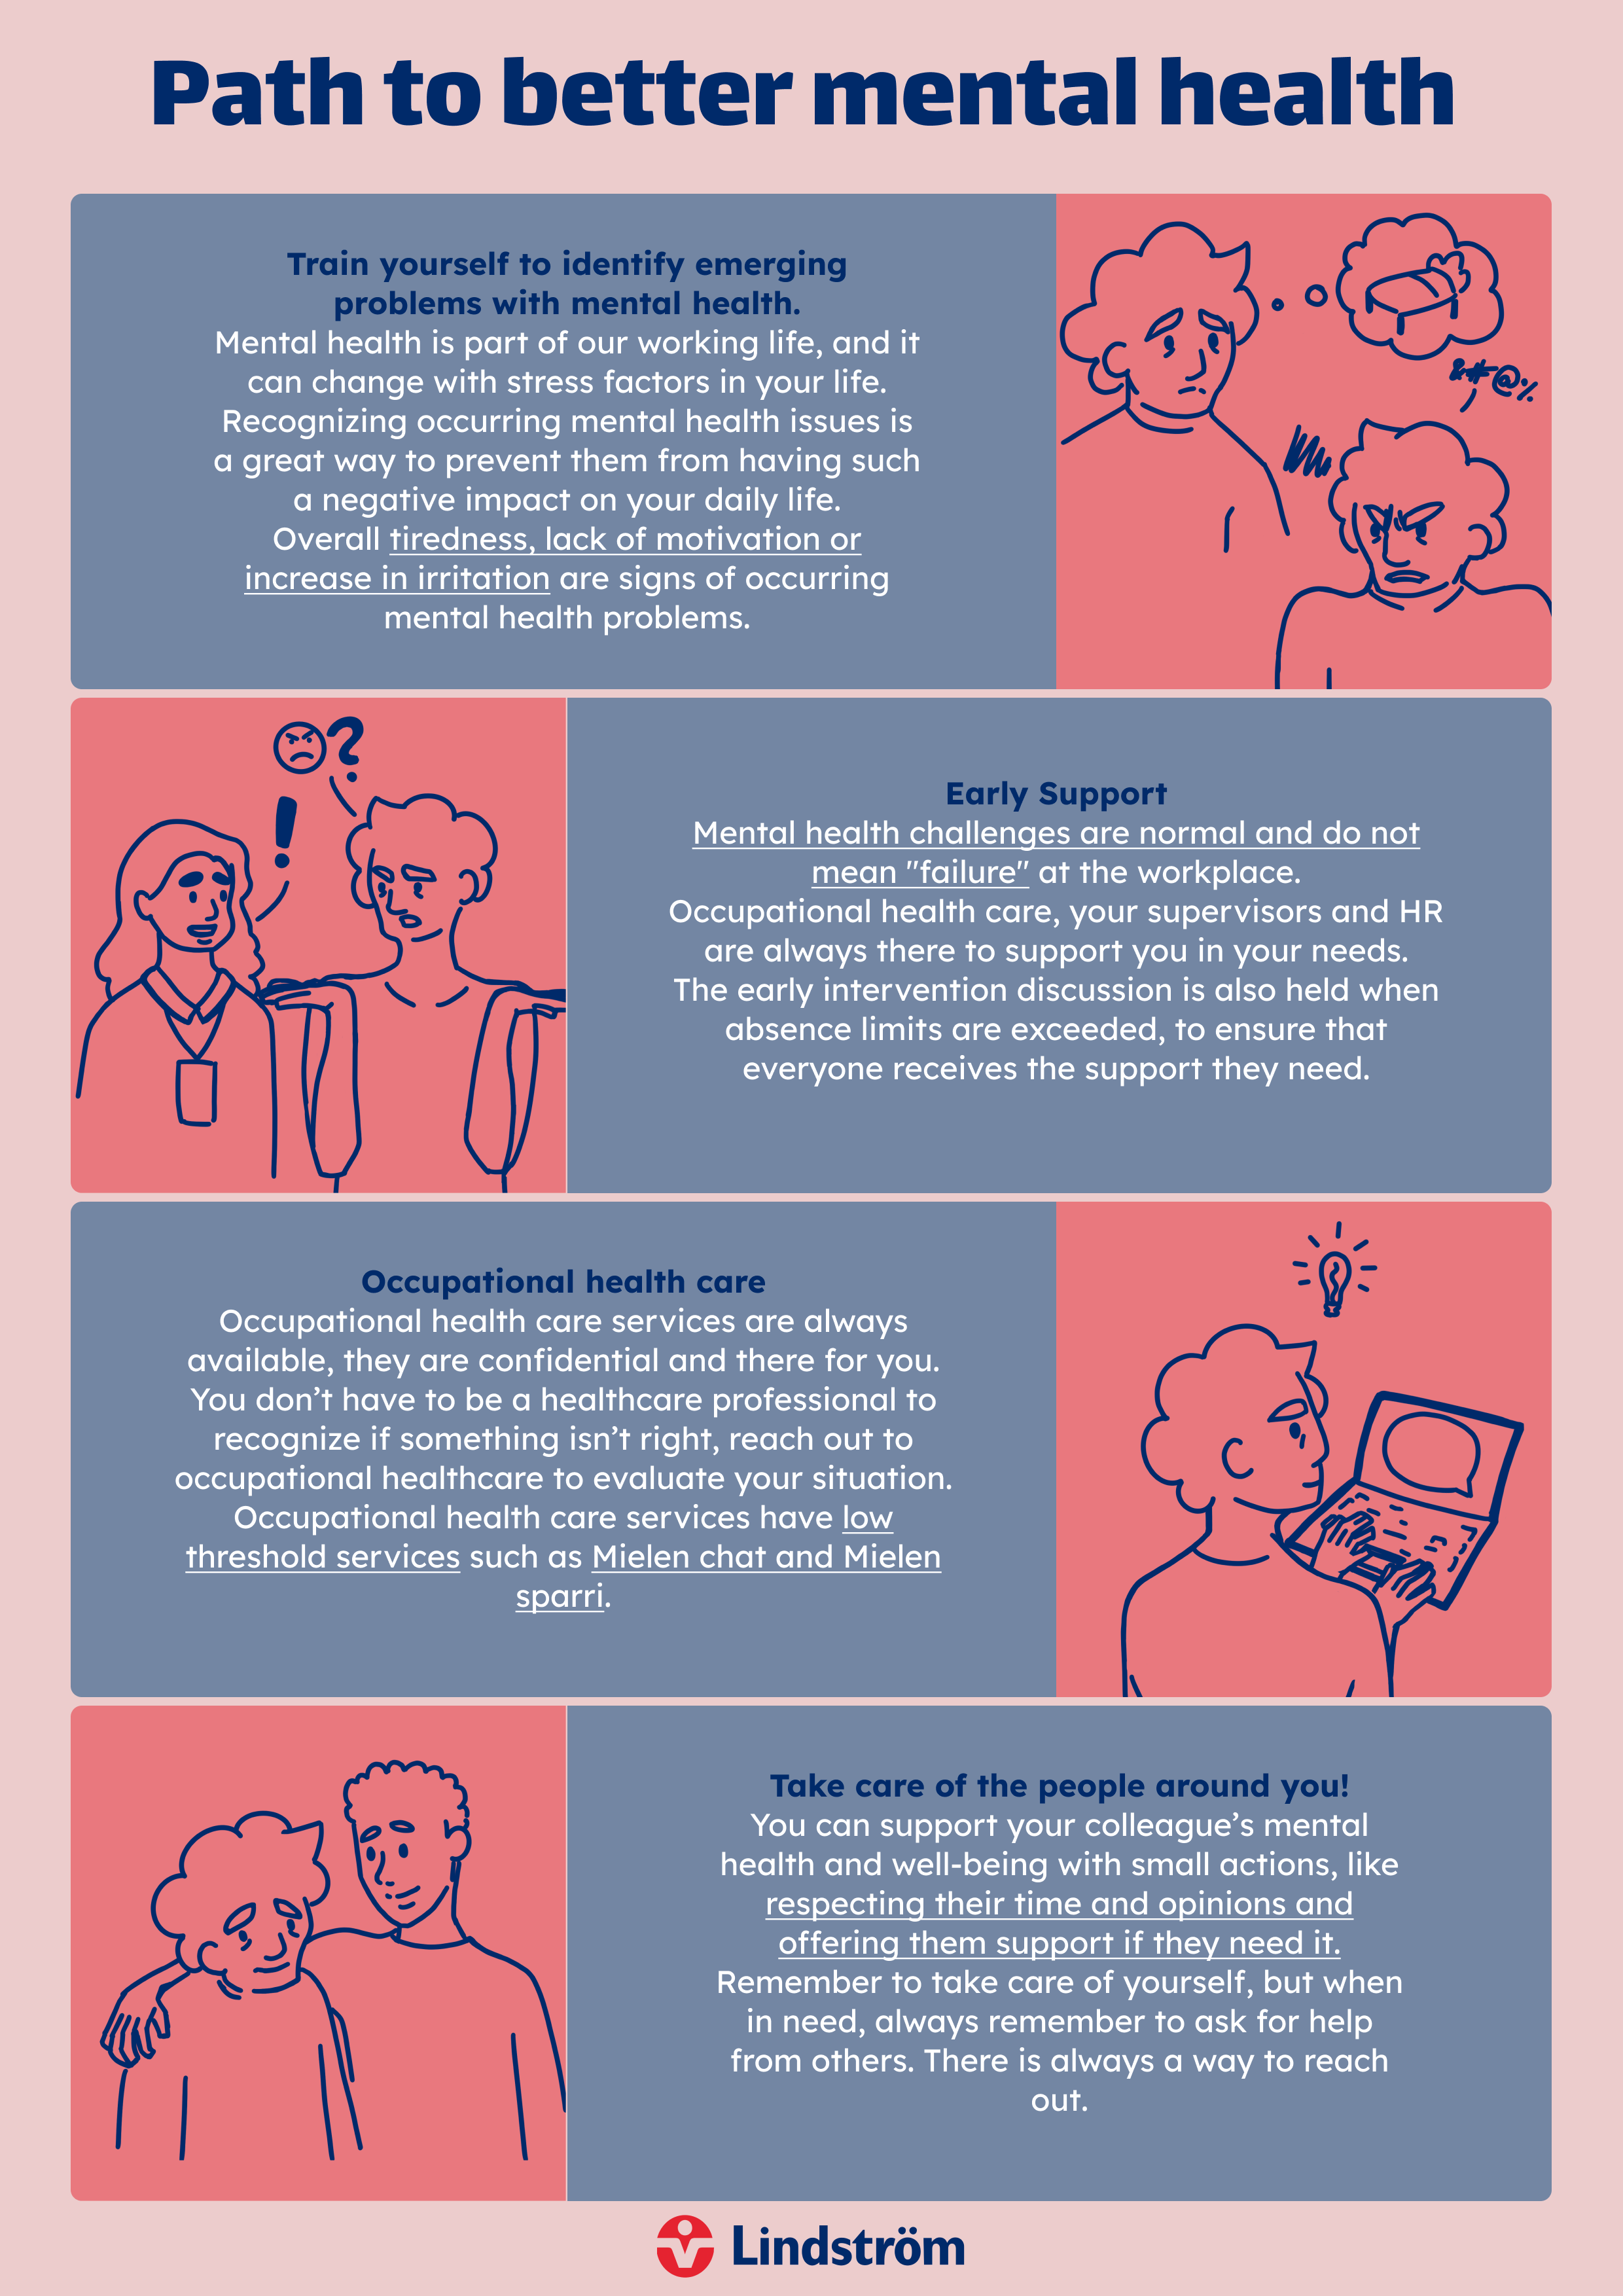 Path to better mental health
Train yourself to identify emerging
problems with mental health.
Mental health is part of our working life, and it
can change with stress factors in your life.
Recognizing occurring mental health issues is
a great way to prevent them from having such
a negative impact on your daily life.
Overall tiredness, lack of motivation or
increase in irritation are signs of occurring
mental health problems.
&#@%
?
!
Early Support
Mental health challenges are normal and do not
mean "failure" at the workplace.
Occupational health care, your supervisors and HR
are always there to support you in your needs.
The early intervention discussion is also held when
absence limits are exceeded, to ensure that
everyone receives the support they need.
Occupational health care
Occupational health care services are always
available, they are confidential and there for you.
You don’t have to be a healthcare professional to
recognize if something isn’t right, reach out to
occupational healthcare to evaluate your situation.
Occupational health care services have low
threshold services such as Mielen chat and Mielen
sparri.
Take care of the people around you!
You can support your colleague’s mental
health and well-being with small actions, like
respecting their time and opinions and
offering them support if they need it.
Remember to take care of yourself, but when
in need, always remember to ask for help
from others. There is always a way to reach
out.
Lindström